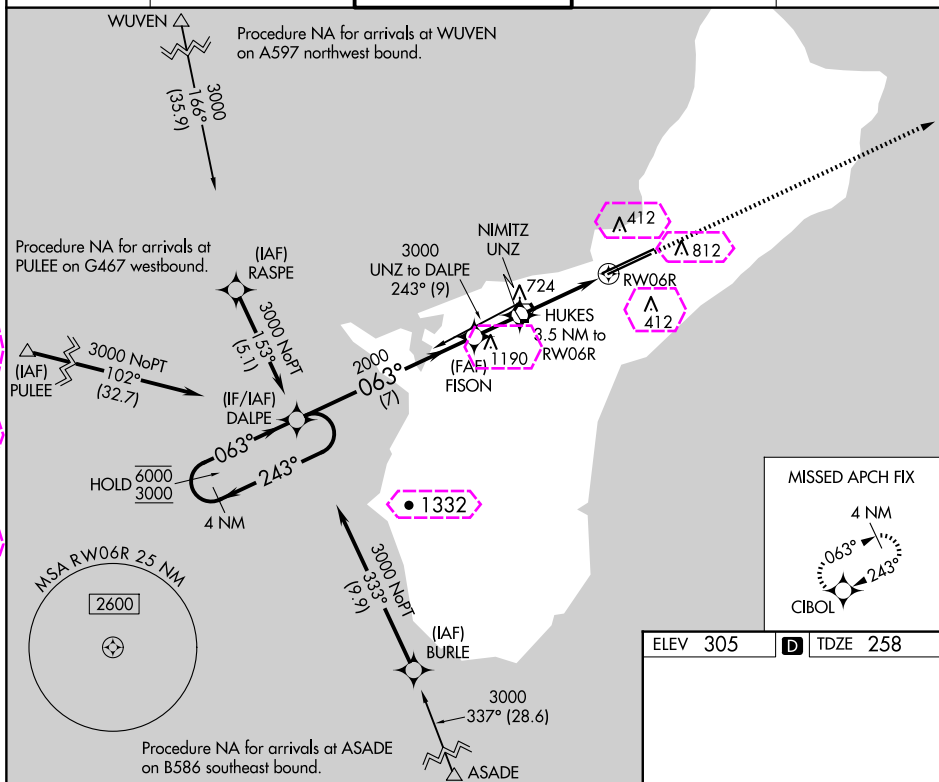 WUVEN
Procedure NA for arrivals at WUVEN
on A597 northwest bound.
3000
166°
(35.9)
Procedure NA for arrivals at
PULEE on G467 westbound.
(IAF)
RASPE
3000 NoPT
153°
(5.1)
(IAF)
PULEE
3000 NoPT
102°
(32.7)
NIMITZ
UNZ
3000
UNZ to DALPE
243° (9)
412
812
724
RW06R
412
HUKES
3.5 NM to
RW06R
1190
(FAF)
FISON
2000
063°
(7)
(IF/IAF)
DALPE
063°
243°
HOLD
6000
3000
4 NM
1332
MSA RW06R 25 NM
2600
3000 NoPT
333°
(9.9)
(IAF)
BURLE
3000
337° (28.6)
ASADE
Procedure NA for arrivals at ASADE
on B586 southeast bound.
MISSED APCH FIX
4 NM
063°
243°
CIBOL
ELEV 305
D
TDZE 258